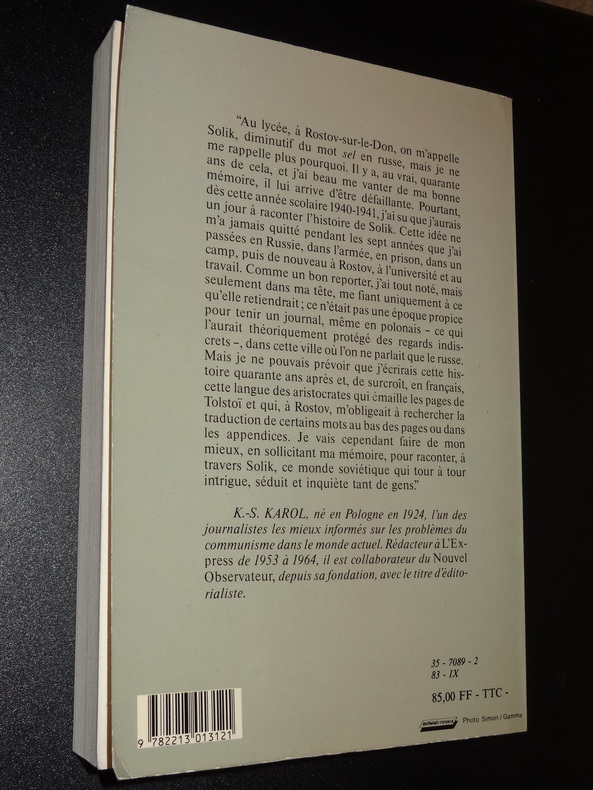 "Au lycée, à Rostov-sur-le-Don, on m'appelle
Solik, diminutif du mot sel en russe, mais je ne
me rappelle plus pourquoi. Il y a, au vrai, quarante
ans de cela, et j'ai beau me vanter de ma bonne
mémoire, il lui arrive d'être défaillante. Pourtant,
dès cette année scolaire 1940-1941, j'ai su que j'aurais
un jour à raconter l'histoire de Solik. Cette idée ne
m'a jamais quitté pendant les sept années que j'ai
passées en Russie, dans l'armée, en prison, dans un
camp, puis de nouveau à Rostov, à l'université et au
travail. Comme un bon reporter, j'ai tout noté, mais
seulement dans ma tête, me fiant uniquement à ce
qu'elle retiendrait ; ce n'était pas une époque propice
pour tenir un journal, même en polonais – ce qui
l'aurait théoriquement protégé des regards indis-
crets –, dans cette ville où l'on ne parlait que le russe.
Mais je ne pouvais prévoir que j'écrirais cette his-
toire quarante ans après et, de surcroît, en français,
cette langue des aristocrates qui émaille les pages de
Tolstoï et qui, à Rostov, m'obligeait à rechercher la
traduction de certains mots au bas des pages ou dans
les appendices. Je vais cependant faire de mon
mieux, en sollicitant ma mémoire, pour raconter, à
travers Solik, ce monde soviétique qui tour à tour
intrigue, séduit et inquiète tant de gens."
K.-S. KAROL, né en Pologne en 1924, l'un des
journalistes les mieux informés sur les problèmes du
communisme dans le monde actuel. Rédacteur à L'Ex-
press de 1953 à 1964, il est collaborateur du Nouvel
Observateur, depuis sa fondation, avec le titre d'édito-
rialiste.
35 - 7089 - 2
83 - IX
85,00 FF - TTC -
Photo Simon / Gamma
9 782213 013121